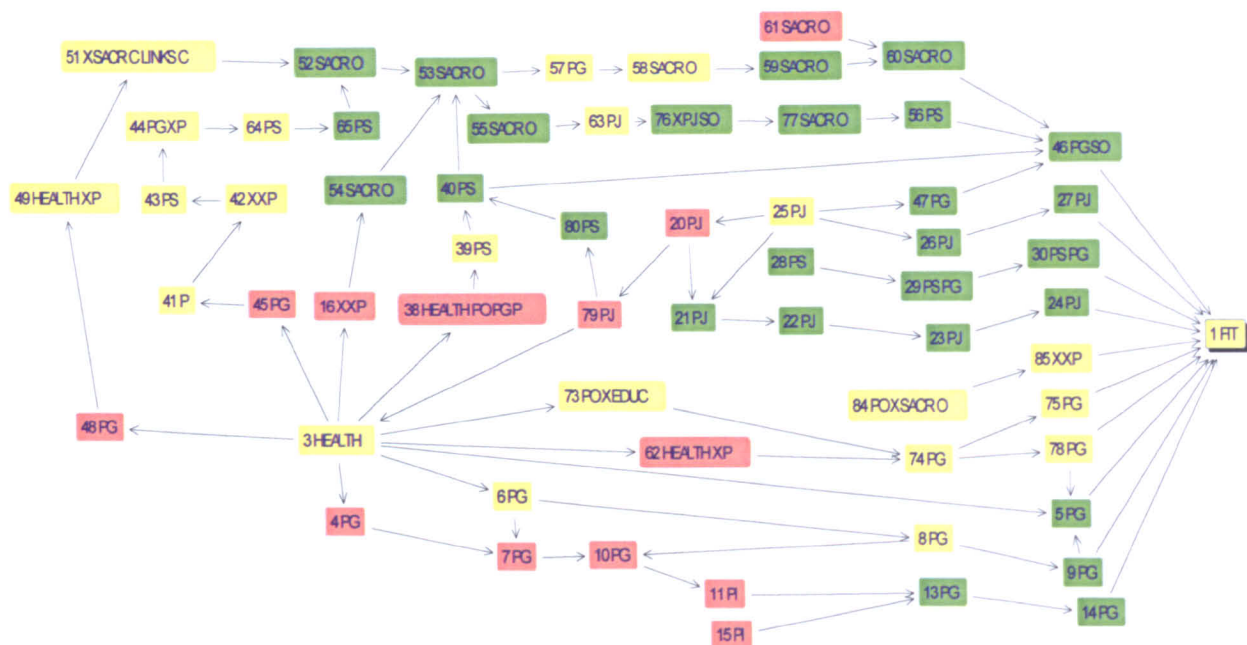 61 SACRO
51 XSACRCLINKSC
52 SACRO
53 SACRO
57 PG
58 SACRO
59 SACRO
60 SACRO
44 PGXP
64 PS
65 PS
55 SACRO
63 PJ
76 XPJSO
77 SACRO
56 PS
46 PGSO
49 HEALTHXP
43 PS
42 XXP
54 SACRO
40 PS
20 PJ
25 PJ
47 PG
27 PJ
80 PS
39 PS
26 PJ
28 PS
30 PSPG
29 PSPG
41 P
45 PG
16 XXP
38 HEALTHPOPGP
79 PJ
21 PJ
22 PJ
23 PJ
24 PJ
1 FIT
85 XXP
73 POXEDUC
84 POXSACRO
75 PG
48 PG
3 HEALTH
62 HEALTHXP
74 PG
78 PG
6 PG
4 PG
5 PG
7 PG
10 PG
8 PG
9 PG
11 PI
13 PG
14 PG
15 PI